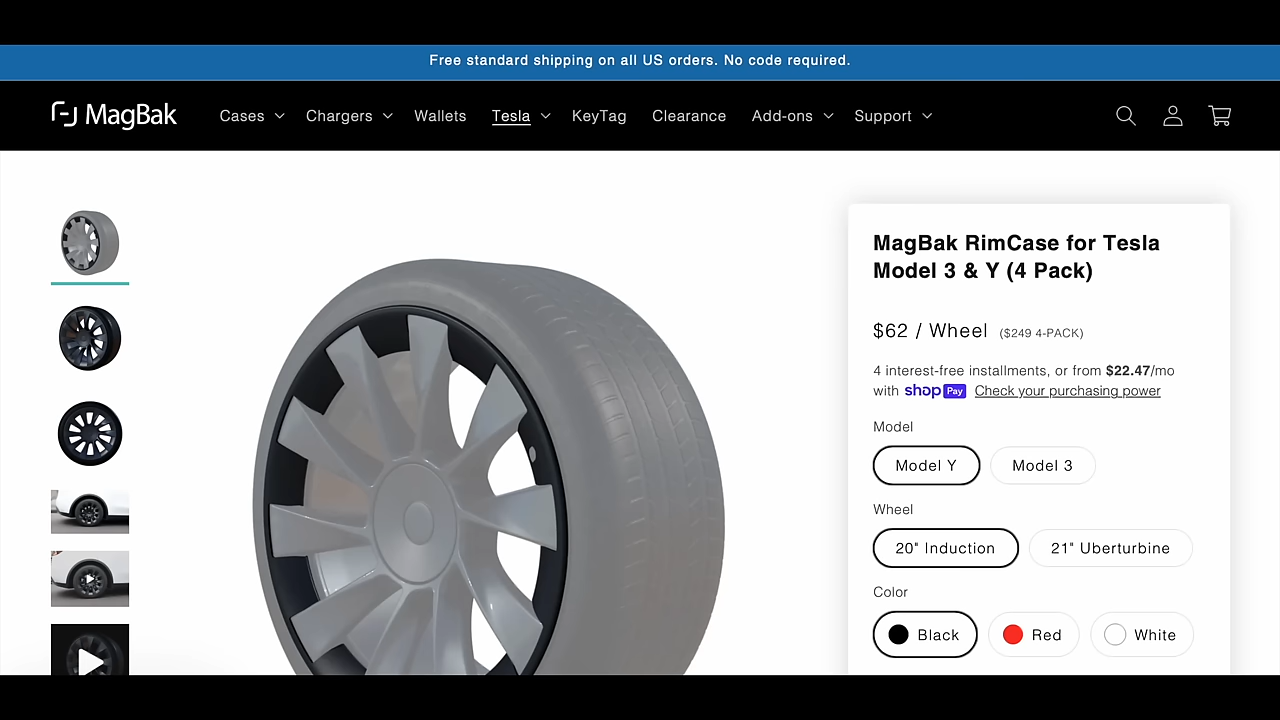 Free standard shipping on all US orders. No code required.
MagBak Cases Chargers Wallets Tesla KeyTag Clearance Add-ons Support
MagBak RimCase for Tesla
Model 3 & Y (4 Pack)
$62 / Wheel ($249 4-PACK)
4 interest-free installments, or from $22.47/mo
with shop Pay Check your purchasing power
Model
Model Y Model 3
Wheel
20" Induction 21" Uberturbine
Color
Black Red White